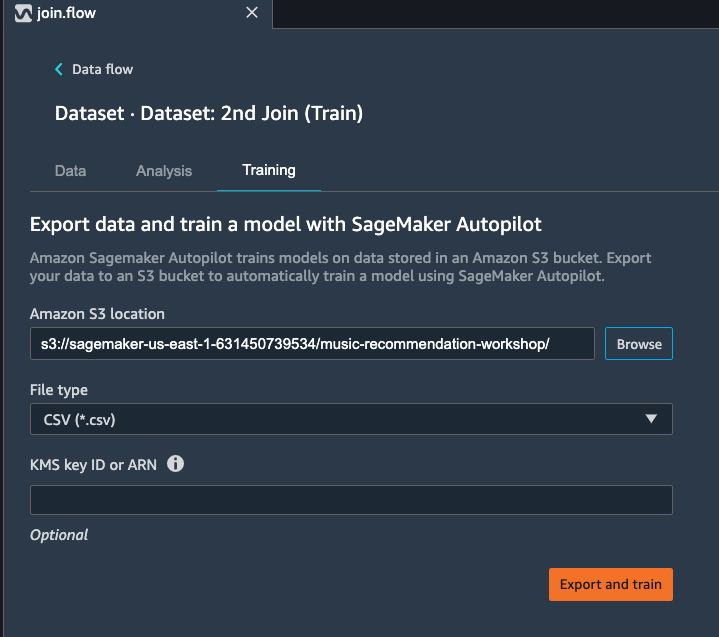 join.flow
Data flow
Dataset · Dataset: 2nd Join (Train)
Data Analysis Training
Export data and train a model with SageMaker Autopilot
Amazon Sagemaker Autopilot trains models on data stored in an Amazon S3 bucket. Export
your data to an S3 bucket to automatically train a model using SageMaker Autopilot.
Amazon S3 location
s3://sagemaker-us-east-1-631450739534/music-recommendation-workshop/ Browse
File type
CSV (*.csv)
KMS key ID or ARN
Optional
Export and train